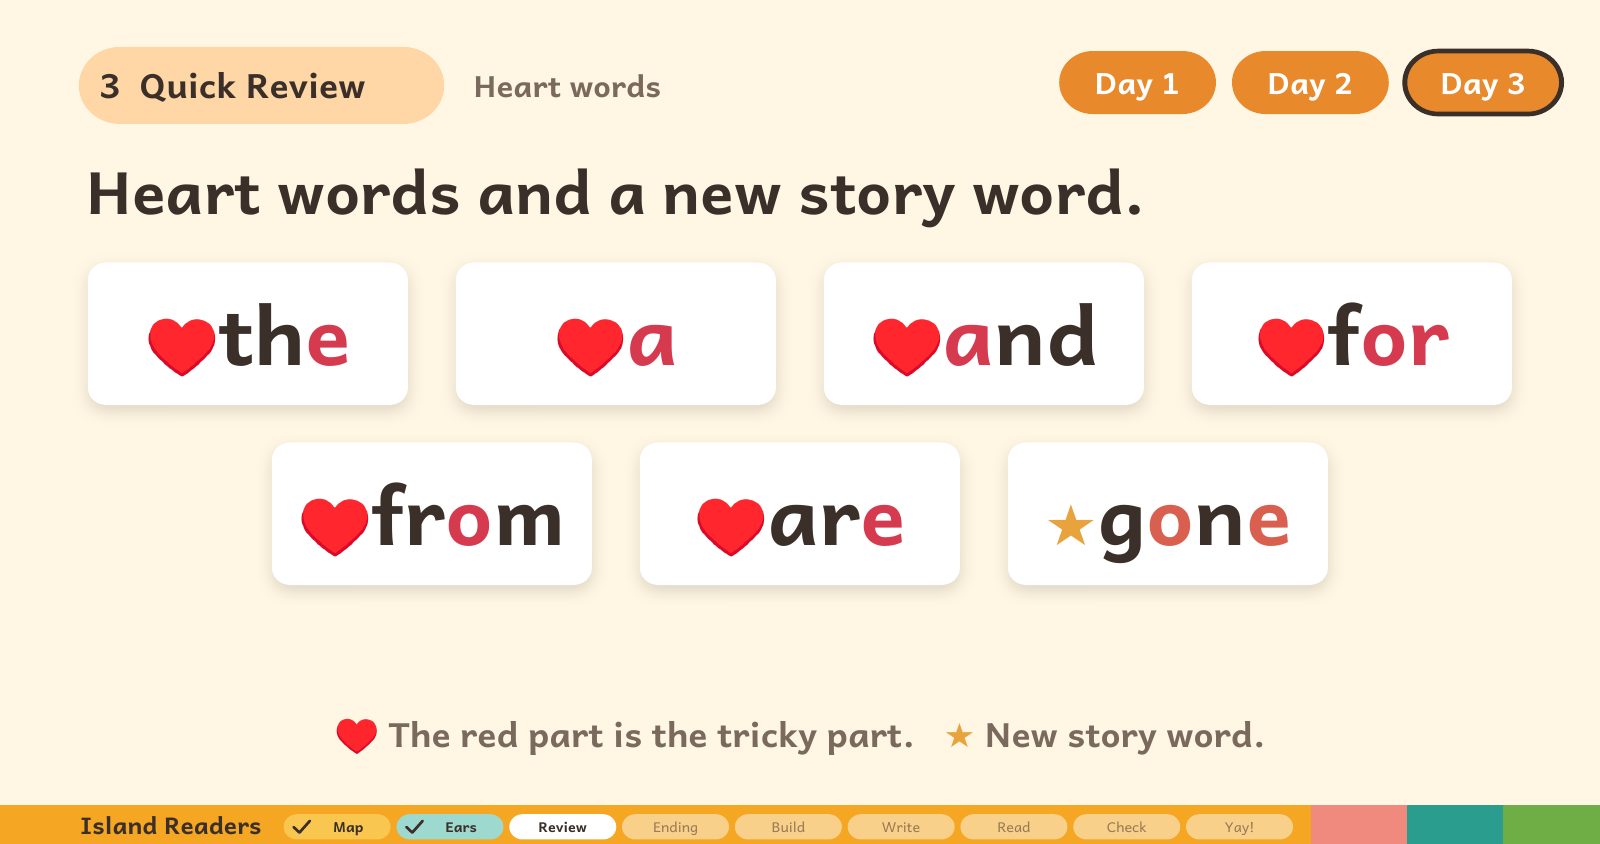 3 Quick Review
Heart words
Day 1
Day 2
Day 3
Heart words and a new story word.
the
a
and
for
from
are
gone
The red part is the tricky part.
New story word.
Island Readers
Map
Ears
Review
Ending
Build
Write
Read
Check
Yay!